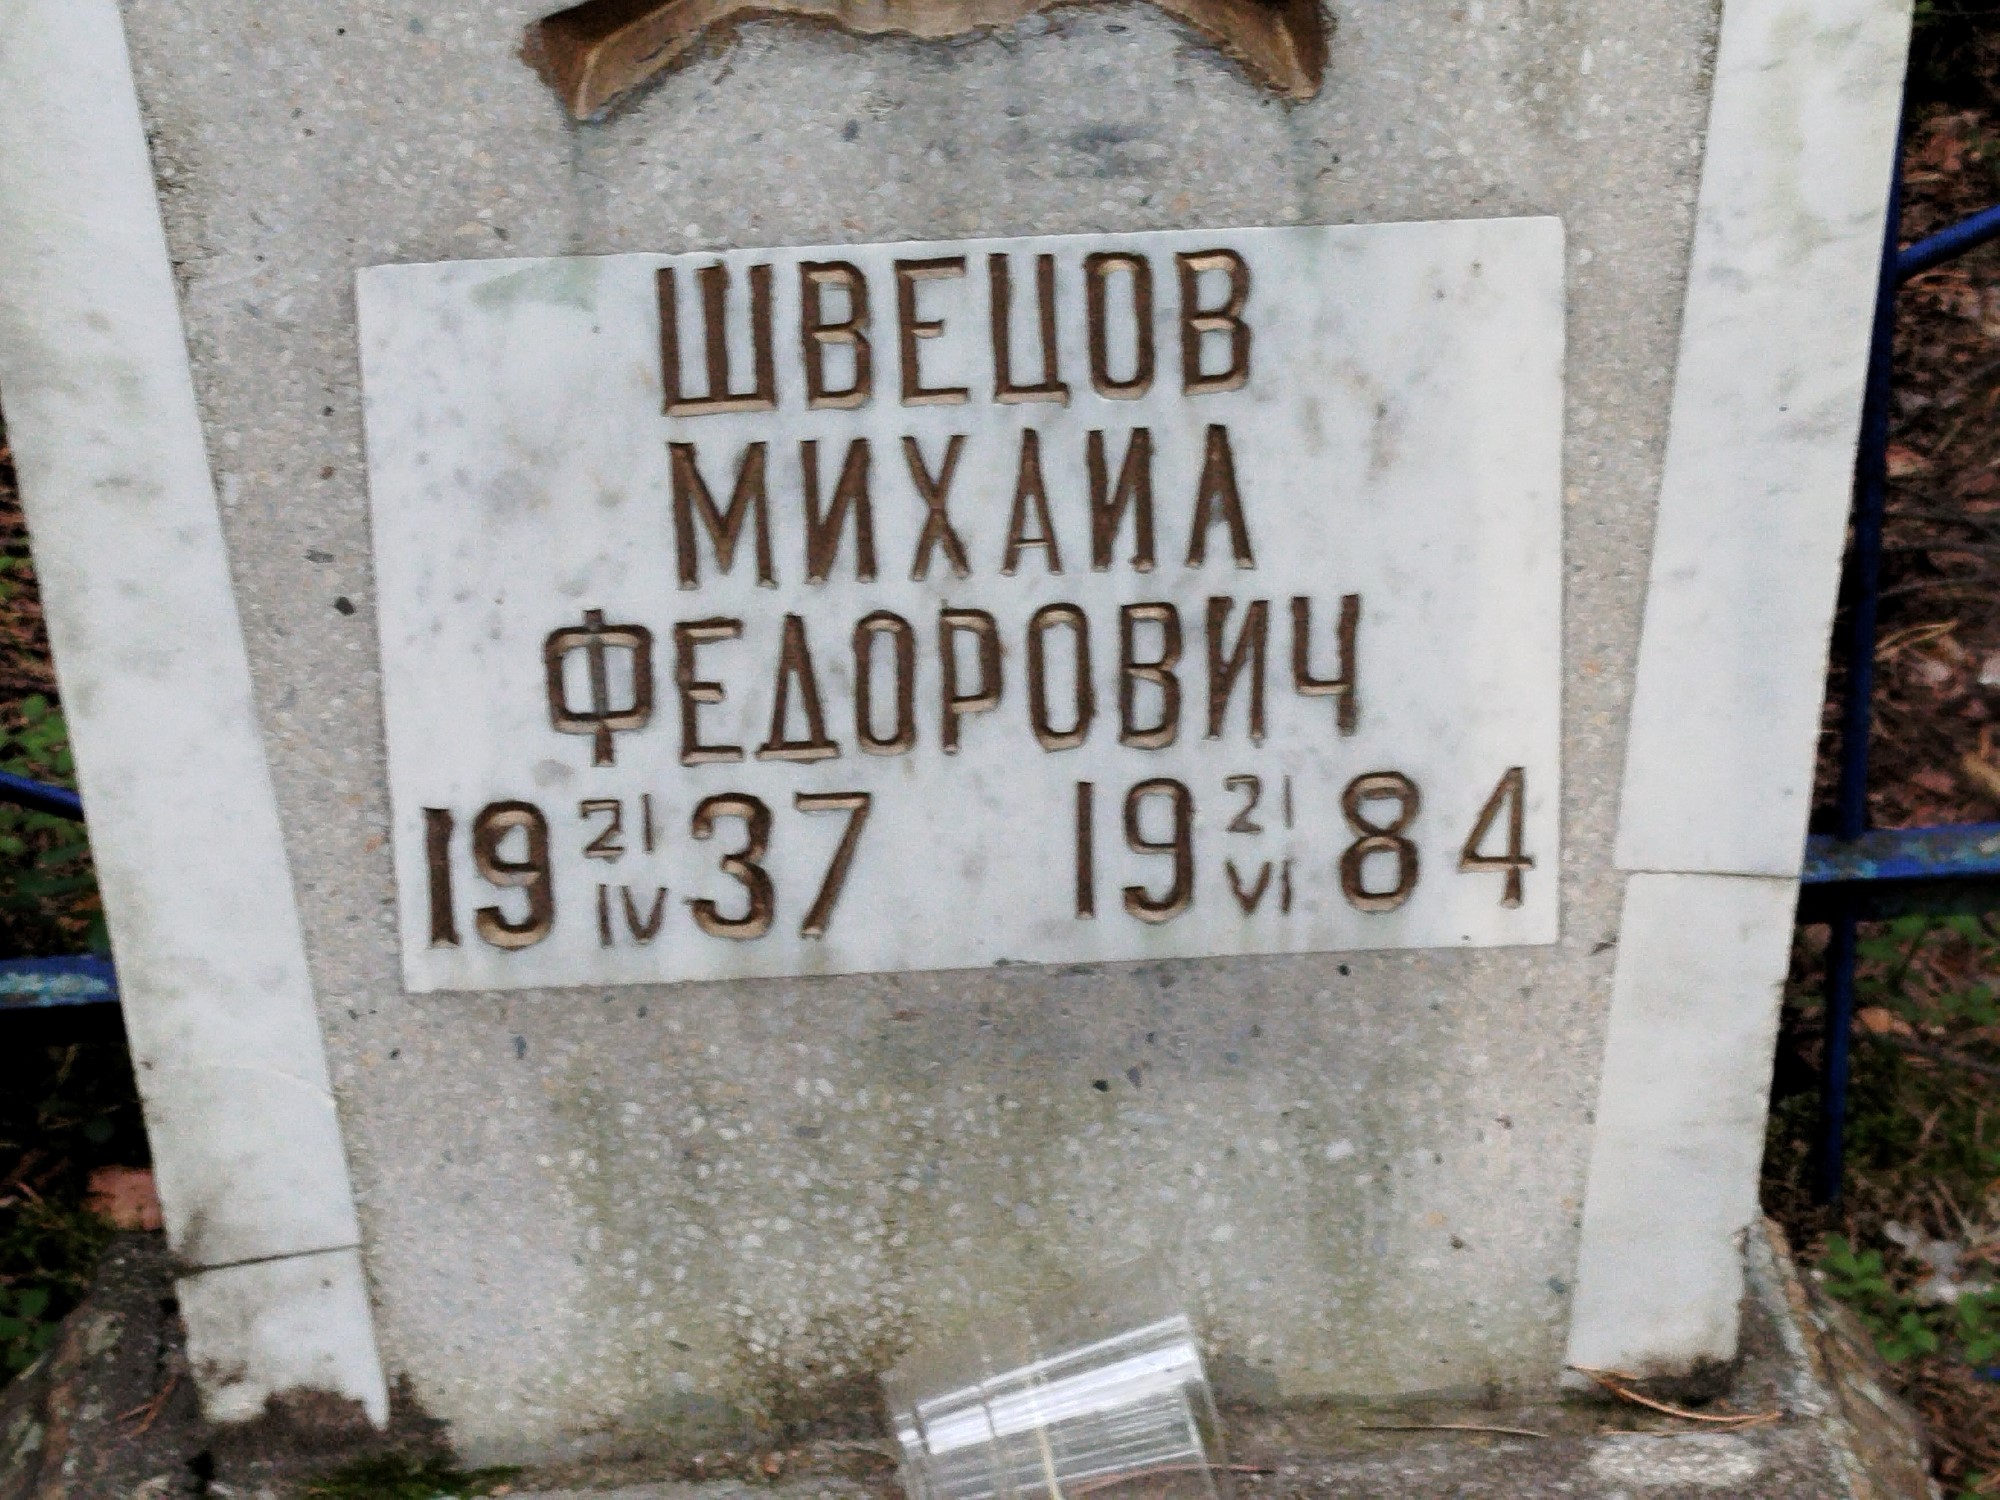 ШВЕЦОВ
МИХАИЛ
ФЕДОРОВИЧ
19 21 IV 37 19 21 VI 84